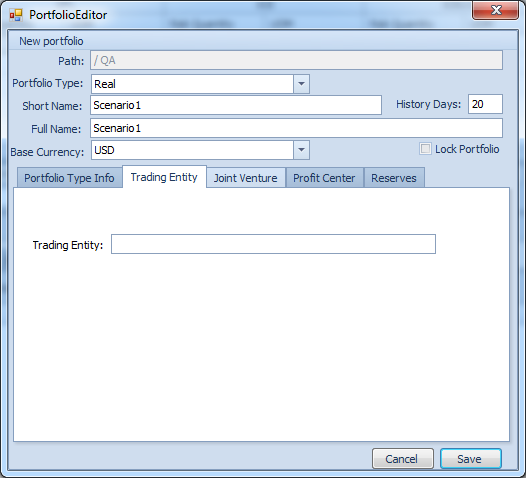 PortfolioEditor
New portfolio
Path: / QA
Portfolio Type: Real
Short Name: Scenario1 History Days: 20
Full Name: Scenario1
Base Currency: USD Lock Portfolio
Portfolio Type Info Trading Entity Joint Venture Profit Center Reserves
Trading Entity:
Cancel Save